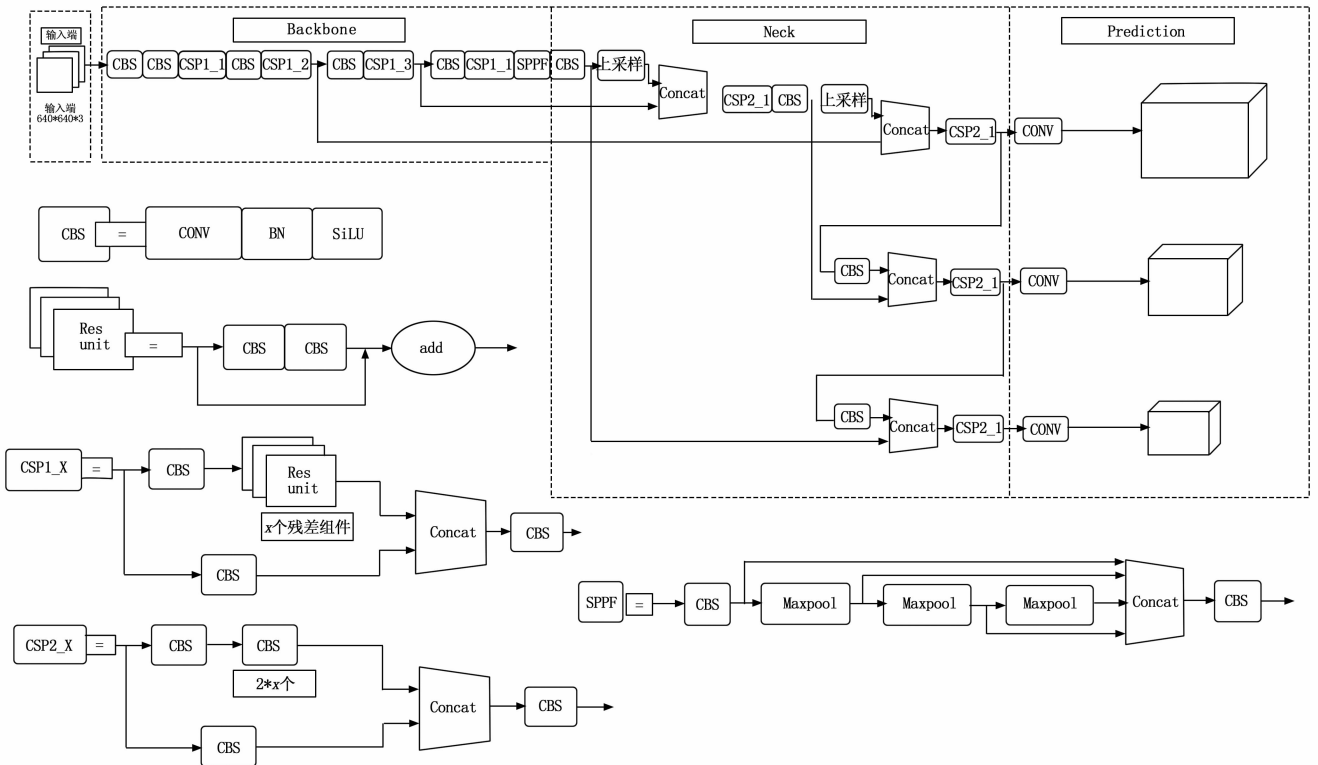 Backbone
Neck
Prediction
输入端
CBS CBS CSP1_1 CBS CSP1_2 CBS CSP1_3 CBS CSP1_1 SPPF CBS 上采样
Concat
CSP2_1 CBS 上采样
Concat CSP2_1 CONV
输入端
640*640*3
CBS = CONV BN SiLU
CBS Concat CSP2_1 CONV
Res
unit = CBS CBS add
CBS Concat CSP2_1 CONV
CSP1_X = CBS Res
unit
x个残差组件
Concat CBS
CBS
SPPF = CBS Maxpool Maxpool Maxpool Concat CBS
CSP2_X = CBS CBS
2*x个
Concat CBS
CBS